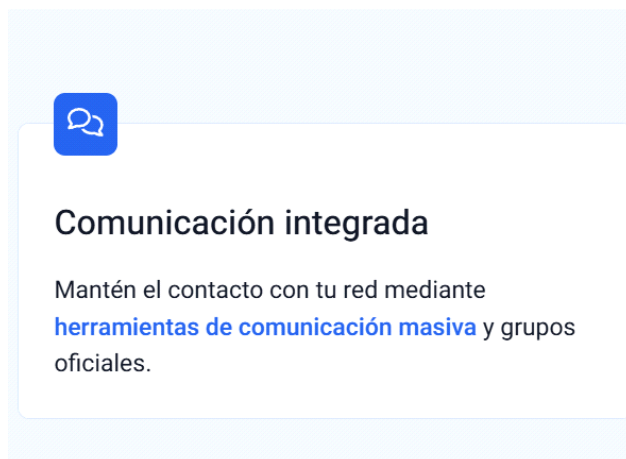 Comunicación integrada
Mantén el contacto con tu red mediante
herramientas de comunicación masiva y grupos
oficiales.